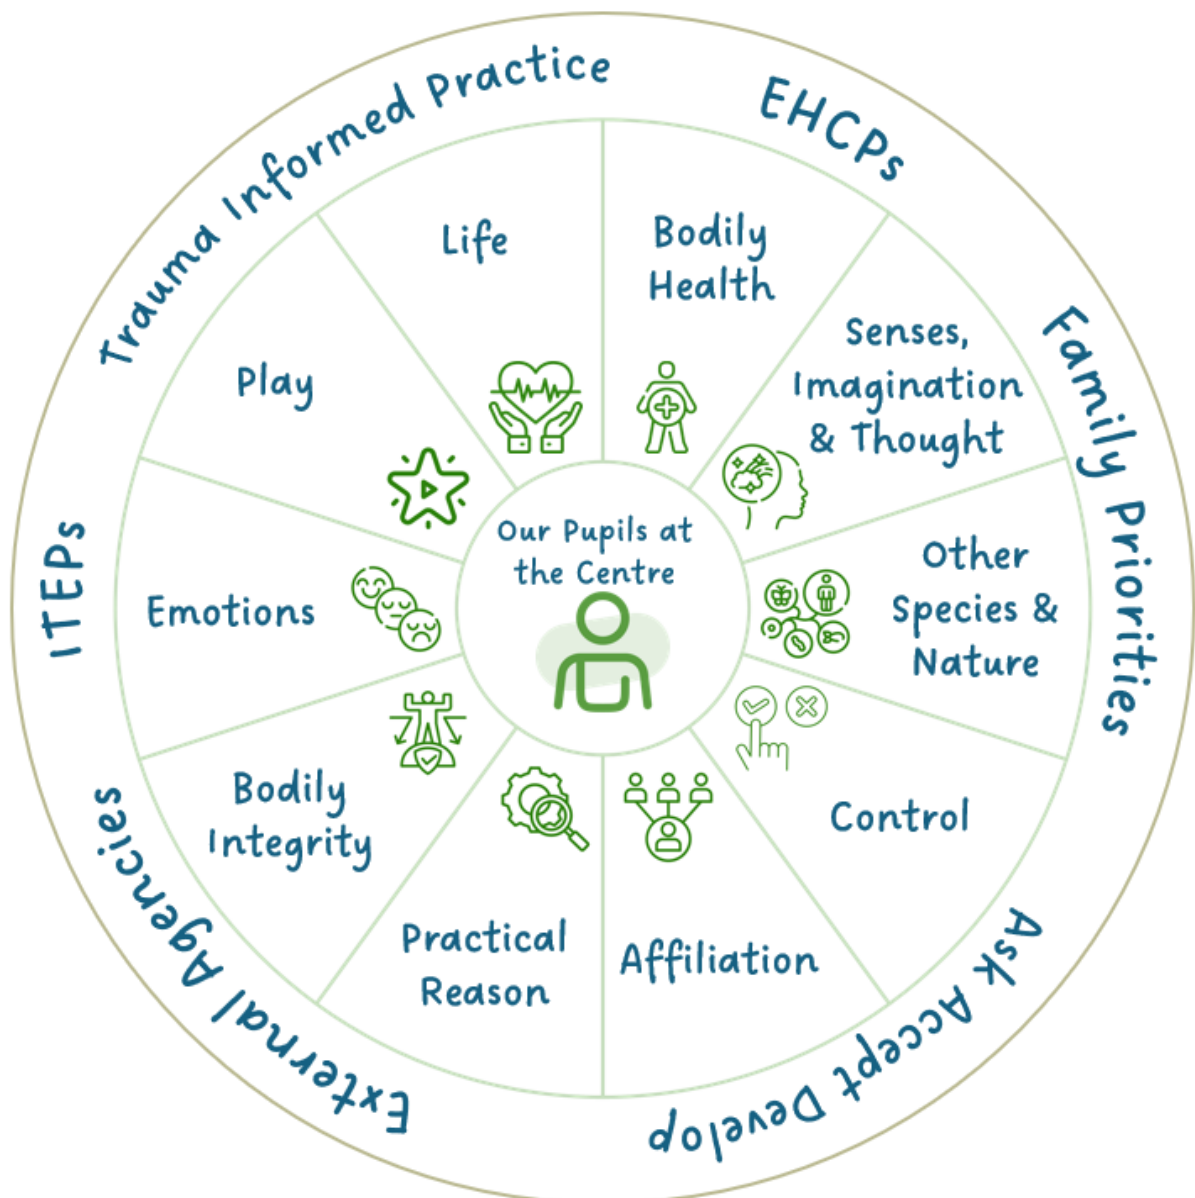 Trauma Informed Practice
EHCPs
Family Priorities
Ask Accept Develop
External Agencies
ITEPs
Life
Bodily
Health
Senses,
Imagination
& Thought
Other
Species &
Nature
Control
Affiliation
Practical
Reason
Bodily
Integrity
Emotions
Play
Our Pupils at
the Centre